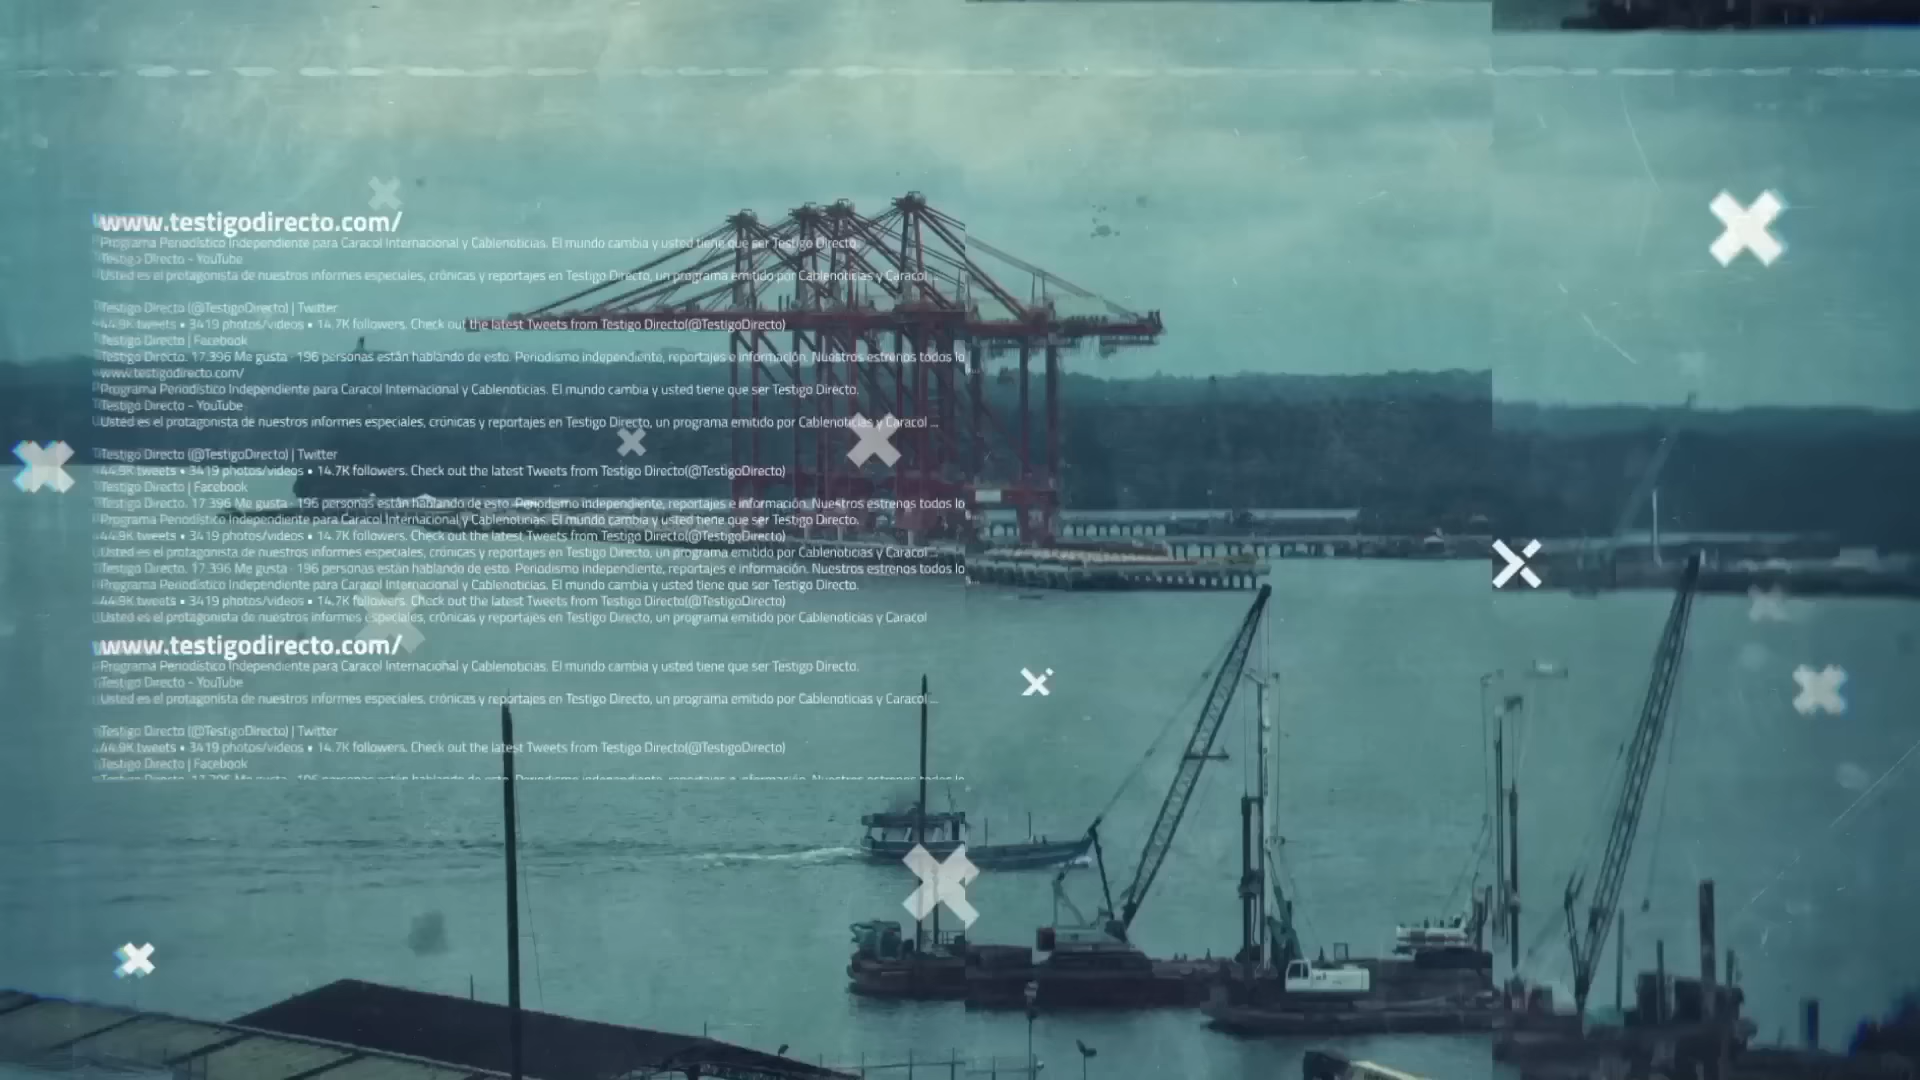 www.testigodirecto.com/
Programa Periodístico Independiente para Caracol Internacional y Cablenoticias. El mundo cambia y usted tiene que ser Testigo Directo.
Testigo Directo - YouTube
Usted es el protagonista de nuestros informes especiales, crónicas y reportajes en Testigo Directo, un programa emitido por Cablenoticias y Caracol ...
Testigo Directo (@TestigoDirecto) | Twitter
44.9K tweets • 3419 photos/videos • 14.7K followers. Check out the latest Tweets from Testigo Directo(@TestigoDirecto)
Testigo Directo | Facebook
Testigo Directo. 17.396 Me gusta · 196 personas están hablando de esto. Periodismo independiente, reportajes e información. Nuestros estrenos todos lo
www.testigodirecto.com/
Programa Periodístico Independiente para Caracol Internacional y Cablenoticias. El mundo cambia y usted tiene que ser Testigo Directo.
Testigo Directo - YouTube
Usted es el protagonista de nuestros informes especiales, crónicas y reportajes en Testigo Directo, un programa emitido por Cablenoticias y Caracol ...
Testigo Directo (@TestigoDirecto) | Twitter
44.9K tweets • 3419 photos/videos • 14.7K followers. Check out the latest Tweets from Testigo Directo(@TestigoDirecto)
Testigo Directo | Facebook
Testigo Directo. 17.396 Me gusta · 196 personas están hablando de esto. Periodismo independiente, reportajes e información. Nuestros estrenos todos lo
Programa Periodístico Independiente para Caracol Internacional y Cablenoticias. El mundo cambia y usted tiene que ser Testigo Directo.
44.9K tweets • 3419 photos/videos • 14.7K followers. Check out the latest Tweets from Testigo Directo(@TestigoDirecto)
Usted es el protagonista de nuestros informes especiales, crónicas y reportajes en Testigo Directo, un programa emitido por Cablenoticias y Caracol ...
Testigo Directo. 17.396 Me gusta · 196 personas están hablando de esto. Periodismo independiente, reportajes e información. Nuestros estrenos todos lo
Programa Periodístico Independiente para Caracol Internacional y Cablenoticias. El mundo cambia y usted tiene que ser Testigo Directo.
44.9K tweets • 3419 photos/videos • 14.7K followers. Check out the latest Tweets from Testigo Directo(@TestigoDirecto)
Usted es el protagonista de nuestros informes especiales, crónicas y reportajes en Testigo Directo, un programa emitido por Cablenoticias y Caracol
www.testigodirecto.com/
Programa Periodístico Independiente para Caracol Internacional y Cablenoticias. El mundo cambia y usted tiene que ser Testigo Directo.
Testigo Directo - YouTube
Usted es el protagonista de nuestros informes especiales, crónicas y reportajes en Testigo Directo, un programa emitido por Cablenoticias y Caracol ...
Testigo Directo (@TestigoDirecto) | Twitter
44.9K tweets • 3419 photos/videos • 14.7K followers. Check out the latest Tweets from Testigo Directo(@TestigoDirecto)
Testigo Directo | Facebook